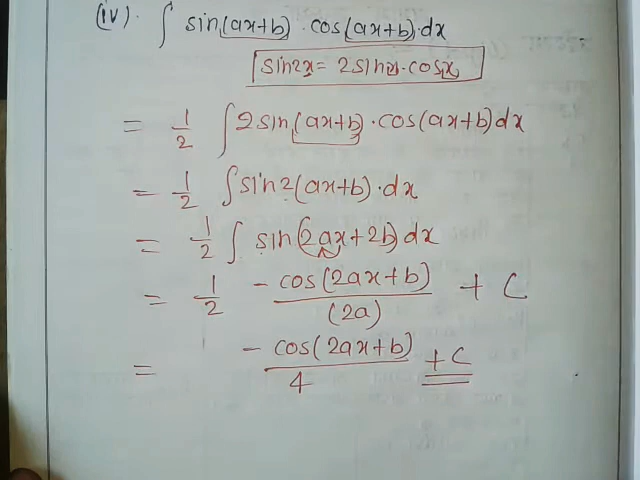 (iv). ∫ sin(ax+b) . cos(ax+b).dx
sin2x = 2sinx.cosx
= 1/2 ∫ 2sin(ax+b).cos(ax+b)dx
= 1/2 ∫ sin2(ax+b).dx
= 1/2 ∫ sin(2ax+2b)dx
= 1/2 -cos(2ax+b)/(2a) + C
= -cos(2ax+b)/4 + C